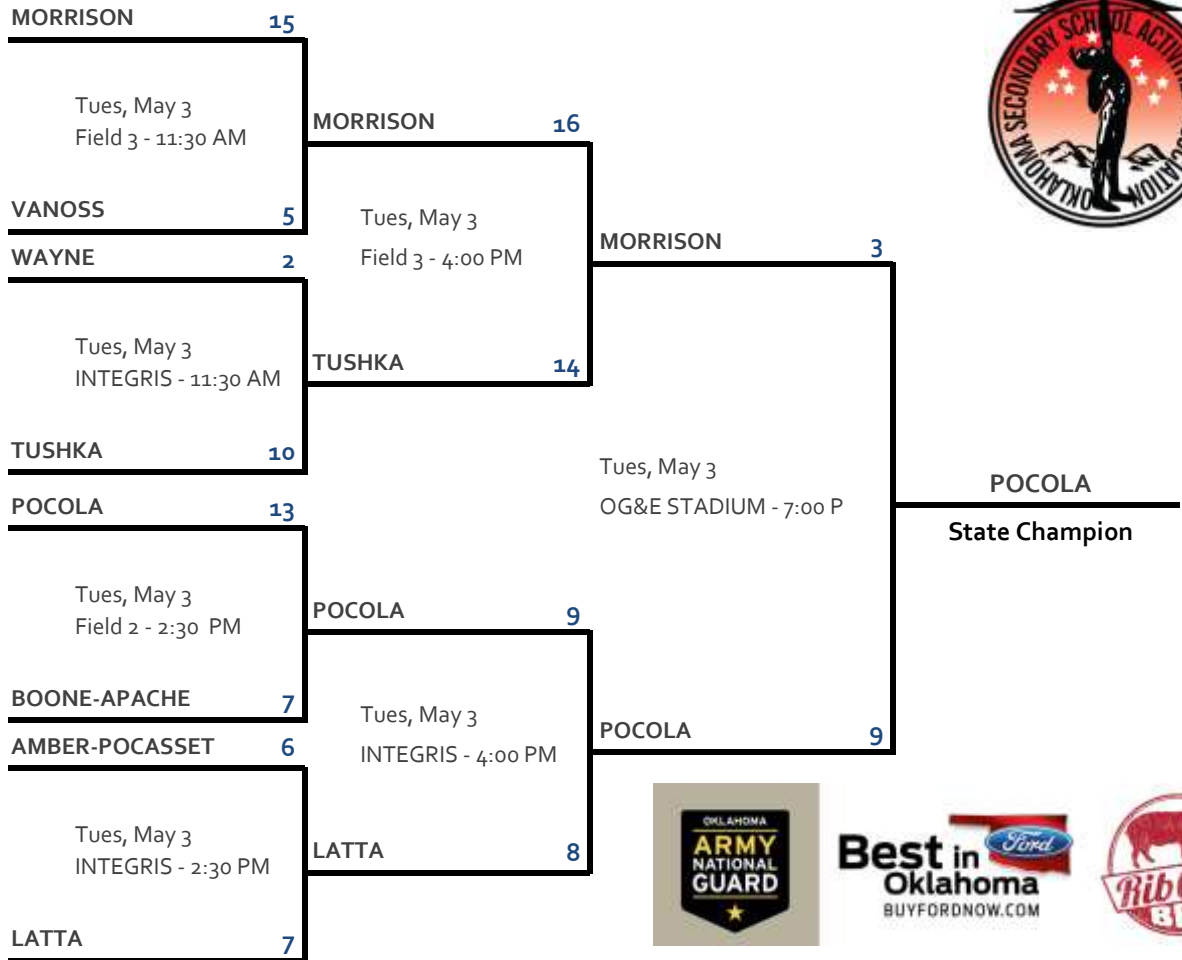 MORRISON 15
Tues, May 3
Field 3 - 11:30 AM
VANOSS 5
WAYNE 2
Tues, May 3
INTEGRIS - 11:30 AM
TUSHKA 10
POCOLA 13
Tues, May 3
Field 2 - 2:30 PM
BOONE-APACHE 7
AMBER-POCASSET 6
Tues, May 3
INTEGRIS - 2:30 PM
LATTA 7
MORRISON 16
Tues, May 3
Field 3 - 4:00 PM
TUSHKA 14
POCOLA 9
Tues, May 3
INTEGRIS - 4:00 PM
LATTA 8
MORRISON 3
Tues, May 3
OG&E STADIUM - 7:00 P
POCOLA 9
POCOLA
State Champion
OKLAHOMA SECONDARY SCHOOL
OKLAHOMA
ARMY
NATIONAL
GUARD
Best in
Oklahoma
BUYFORDNOW.COM
Ford
Rib